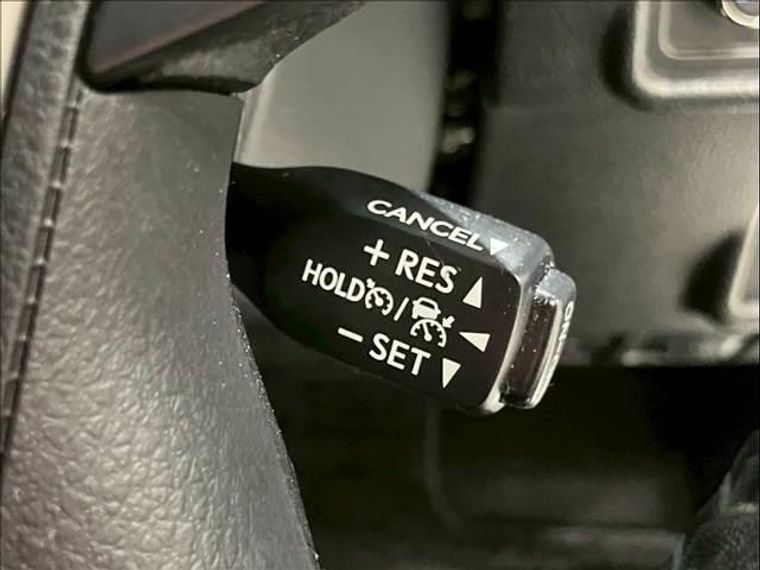 CANCEL
+ RES
HOLD /
- SET